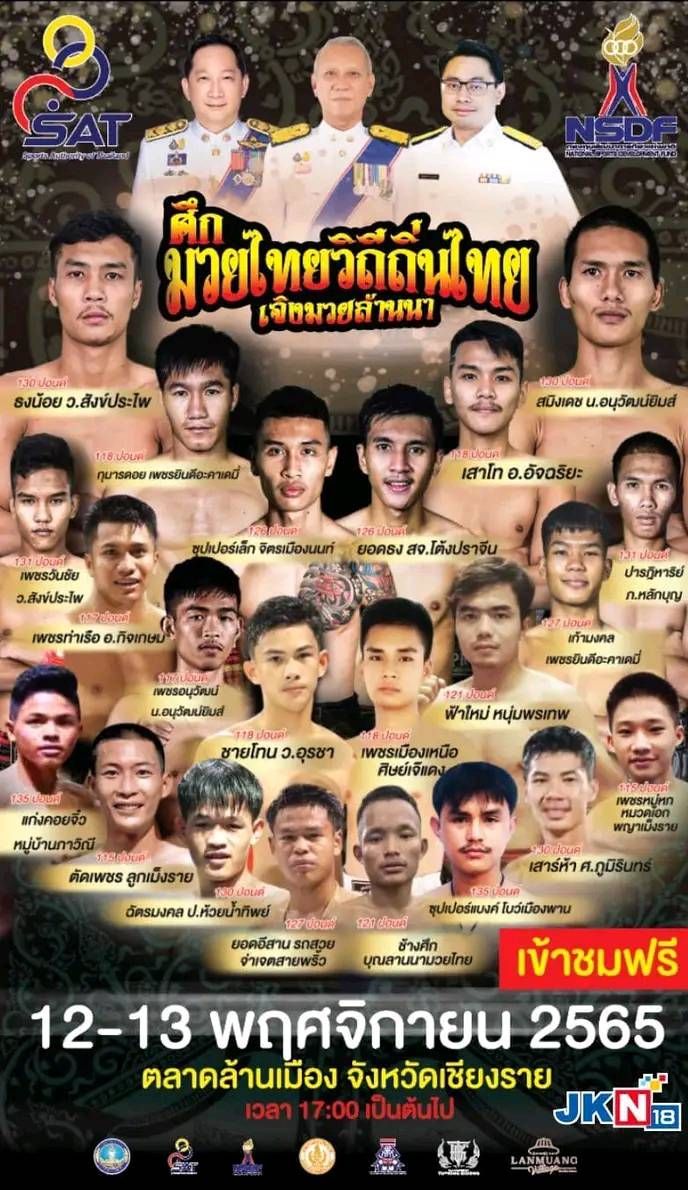 SAT
Sports Authority of Thailand
NSDF
NATIONAL SPORTS DEVELOPMENT FUND
ศึก
มวยไทยวิถีถิ่นไทย
เจิงมวยล้านนา
130 ปอนด์
ธงน้อย ว.สังข์ประไพ
130 ปอนด์
สมิงเดช น.อนุวัฒน์ยิมส์
118 ปอนด์
กุมารดอย เพชรยินดีอะคาเดมี่
118 ปอนด์
เสาโท อ.อัจฉริยะ
126 ปอนด์
ซุปเปอร์เล็ก จิตรเมืองนนท์
126 ปอนด์
ยอดธง สจ.โต้งปราจีน
131 ปอนด์
เพชรวันชัย
ว.สังข์ประไพ
131 ปอนด์
ปาฏิหาริย์
ภ.หลักบุญ
117 ปอนด์
เพชรท่าเรือ อ.กิจเกษม
127 ปอนด์
เก้ามงคล
เพชรยินดีอะคาเดมี่
117 ปอนด์
เพชรอนุวัฒน์
น.อนุวัฒน์ยิมส์
121 ปอนด์
ฟ้าใหม่ หนุ่มพรเทพ
118 ปอนด์
ชายโทน ว.อุรชา
118 ปอนด์
เพชรเมืองเหนือ
ศิษย์เจ๊แดง
135 ปอนด์
แก่งคอยจิ๋ว
หมู่บ้านภาวิณี
115 ปอนด์
เพชรหมู่หก
หมวดโอก
พญาเม็งราย
115 ปอนด์
ตัดเพชร ลูกเม็งราย
130 ปอนด์
เสาร์ห้า ศ.ภูมิรินทร์
130 ปอนด์
ฉัตรมงคล ป.ห้วยน้ำทิพย์
135 ปอนด์
ซุปเปอร์แบงค์ โบว์เมืองพาน
127 ปอนด์
ยอดอีสาน รถสวย
จ่าเจตสายพริ้ว
121 ปอนด์
ช้างศึก
บุญลานนามวยไทย
เข้าชมฟรี
12-13 พฤศจิกายน 2565
ตลาดล้านเมือง จังหวัดเชียงราย
เวลา 17:00 เป็นต้นไป
JKN18
SAT
LANMUANG
Village